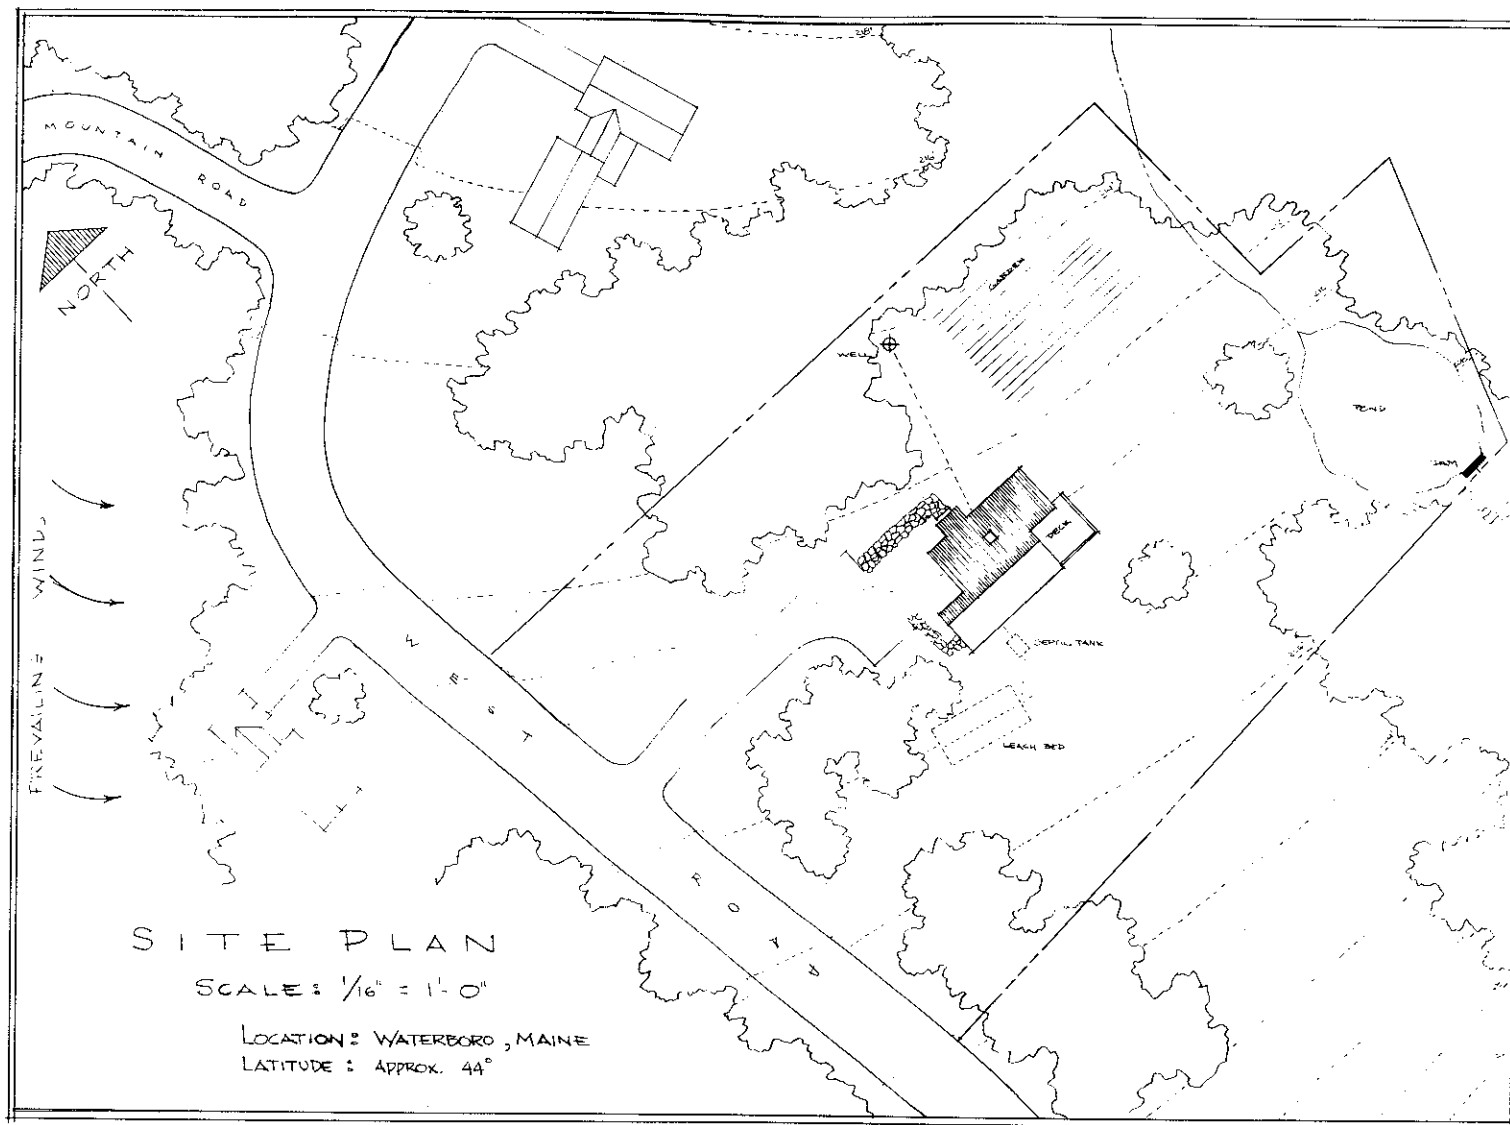 MOUNTAIN ROAD
NORTH
GARDEN
WELL
POND
DAM
DECK
SEPTIC TANK
LEACH BED
WEST ROAD
PREVAILING WINDS
SITE PLAN
SCALE: 1/16" = 1'-0"
LOCATION: WATERBORO, MAINE
LATITUDE: APPROX. 44°